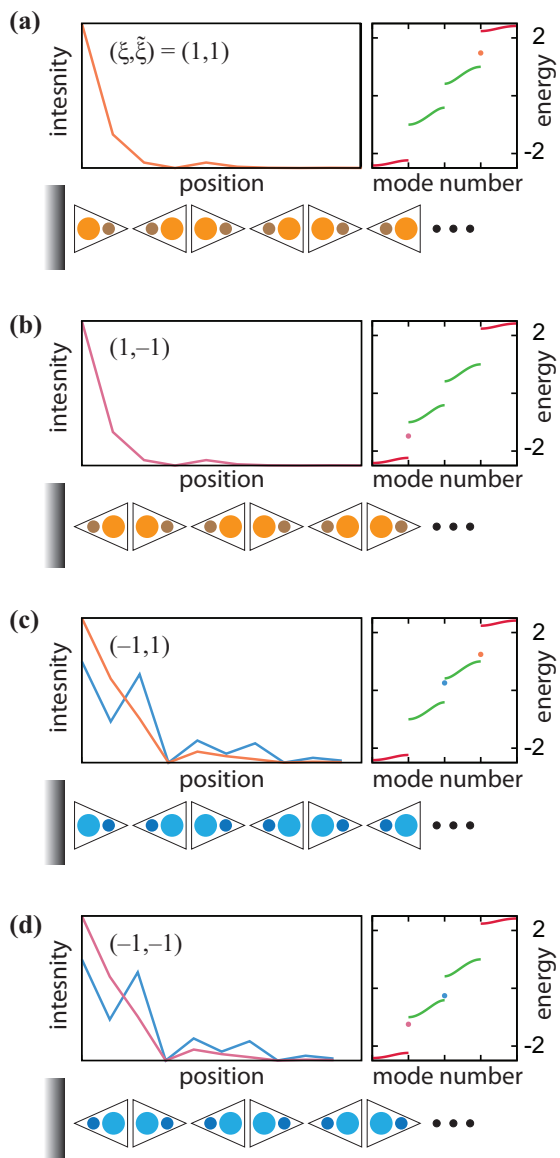 (a)
(ξ,ξ̃) = (1,1)
intesnity
position
2
-2
energy
mode number
(b)
(1,–1)
intesnity
position
2
-2
energy
mode number
(c)
(–1,1)
intesnity
position
2
-2
energy
mode number
(d)
(–1,–1)
intesnity
position
2
-2
energy
mode number